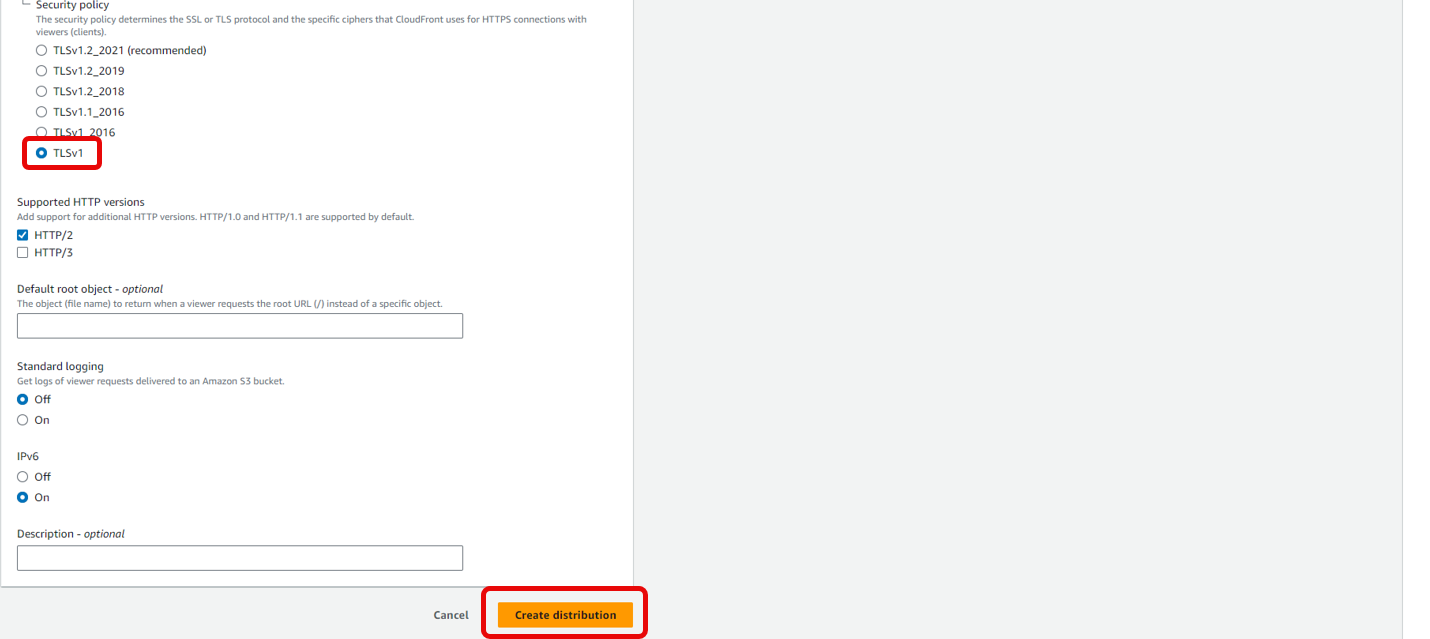 Security policy
The security policy determines the SSL or TLS protocol and the specific ciphers that CloudFront uses for HTTPS connections with
viewers (clients).
TLSv1.2_2021 (recommended)
TLSv1.2_2019
TLSv1.2_2018
TLSv1.1_2016
TLSv1_2016
TLSv1
Supported HTTP versions
Add support for additional HTTP versions. HTTP/1.0 and HTTP/1.1 are supported by default.
HTTP/2
HTTP/3
Default root object - optional
The object (file name) to return when a viewer requests the root URL (/) instead of a specific object.
Standard logging
Get logs of viewer requests delivered to an Amazon S3 bucket.
Off
On
IPv6
Off
On
Description - optional
Cancel Create distribution